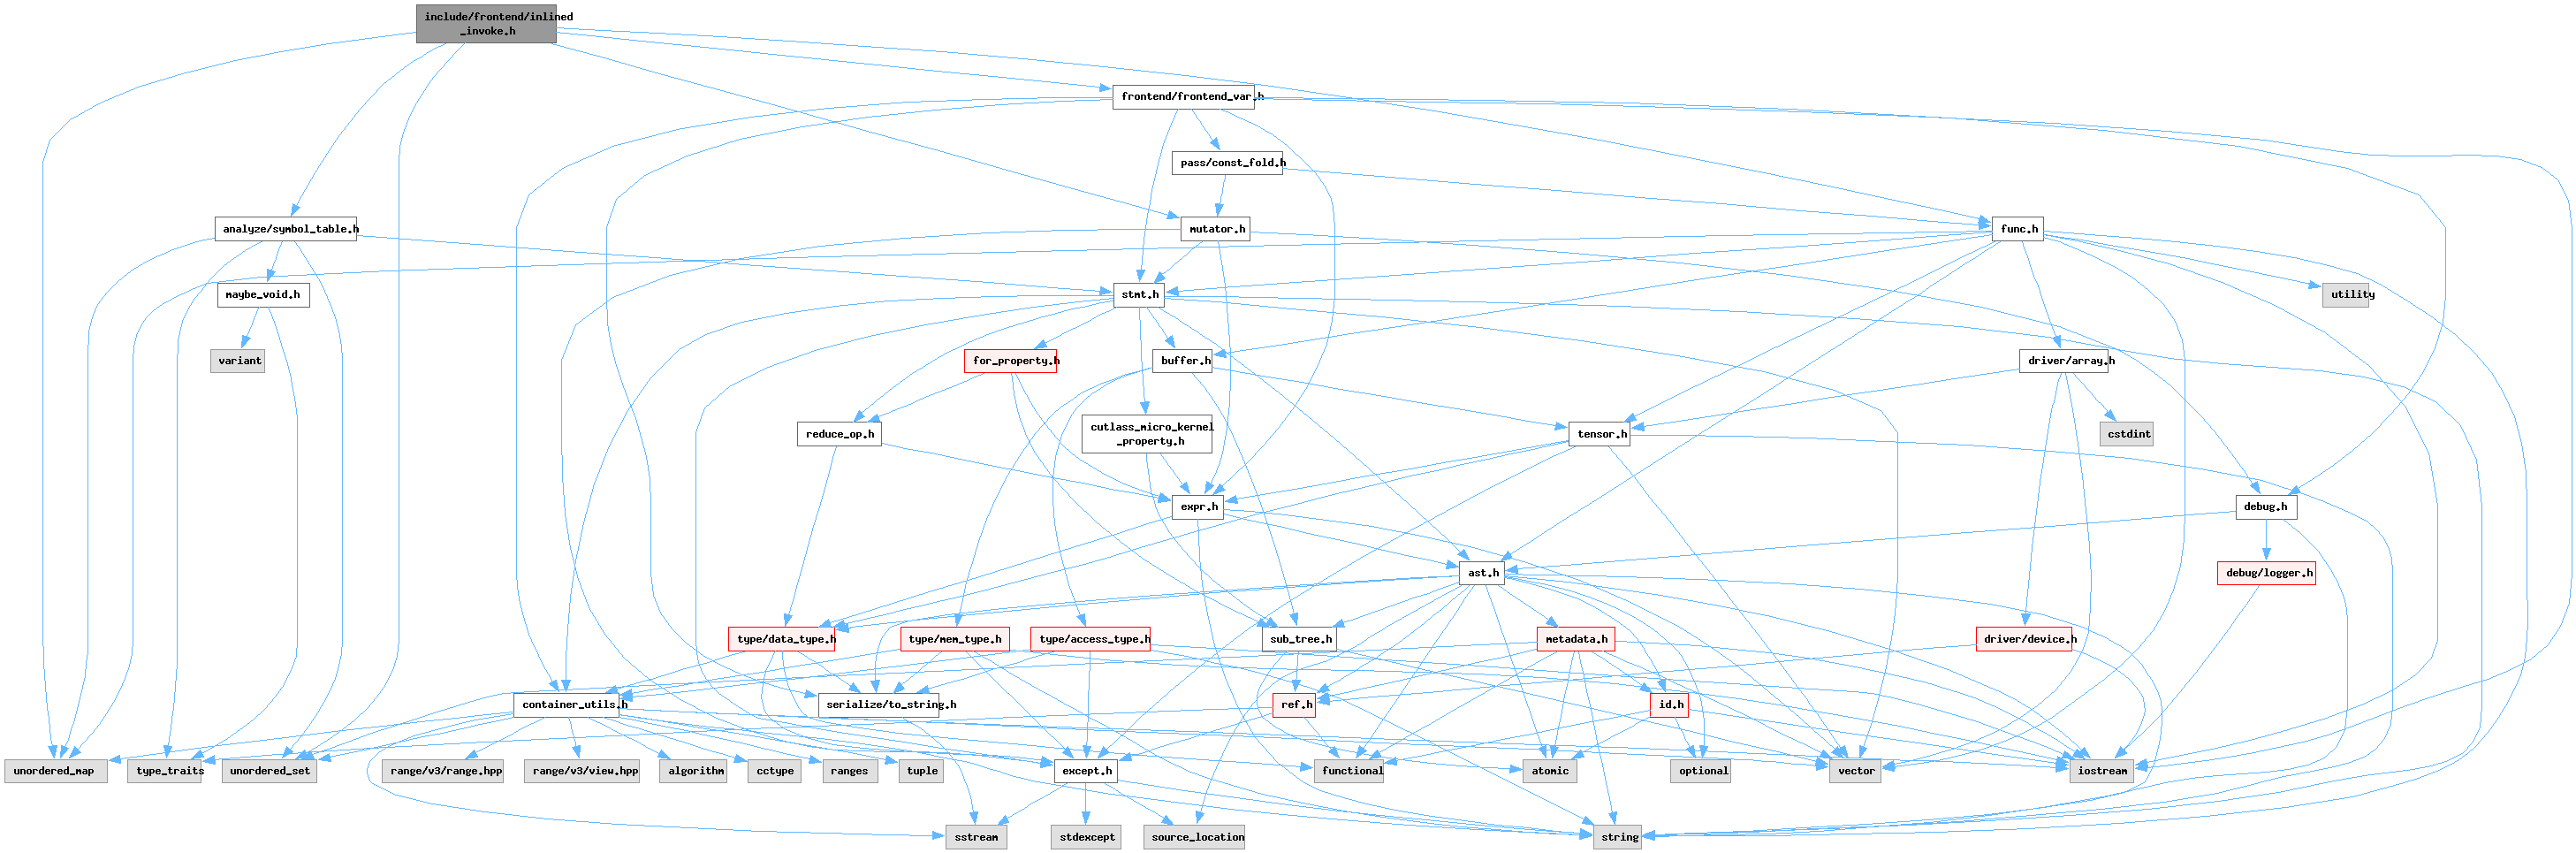 include/frontend/inlined
_invoke.h
frontend/frontend_var.h
pass/const_fold.h
analyze/symbol_table.h
mutator.h
func.h
maybe_void.h
stmt.h
utility
variant
for_property.h
buffer.h
driver/array.h
reduce_op.h
cutlass_micro_kernel
_property.h
tensor.h
cstdint
expr.h
debug.h
ast.h
debug/logger.h
type/data_type.h
type/mem_type.h
type/access_type.h
sub_tree.h
metadata.h
driver/device.h
container_utils.h
serialize/to_string.h
ref.h
id.h
unordered_map
type_traits
unordered_set
range/v3/range.hpp
range/v3/view.hpp
algorithm
cctype
ranges
tuple
except.h
functional
atomic
optional
vector
iostream
sstream
stdexcept
source_location
string